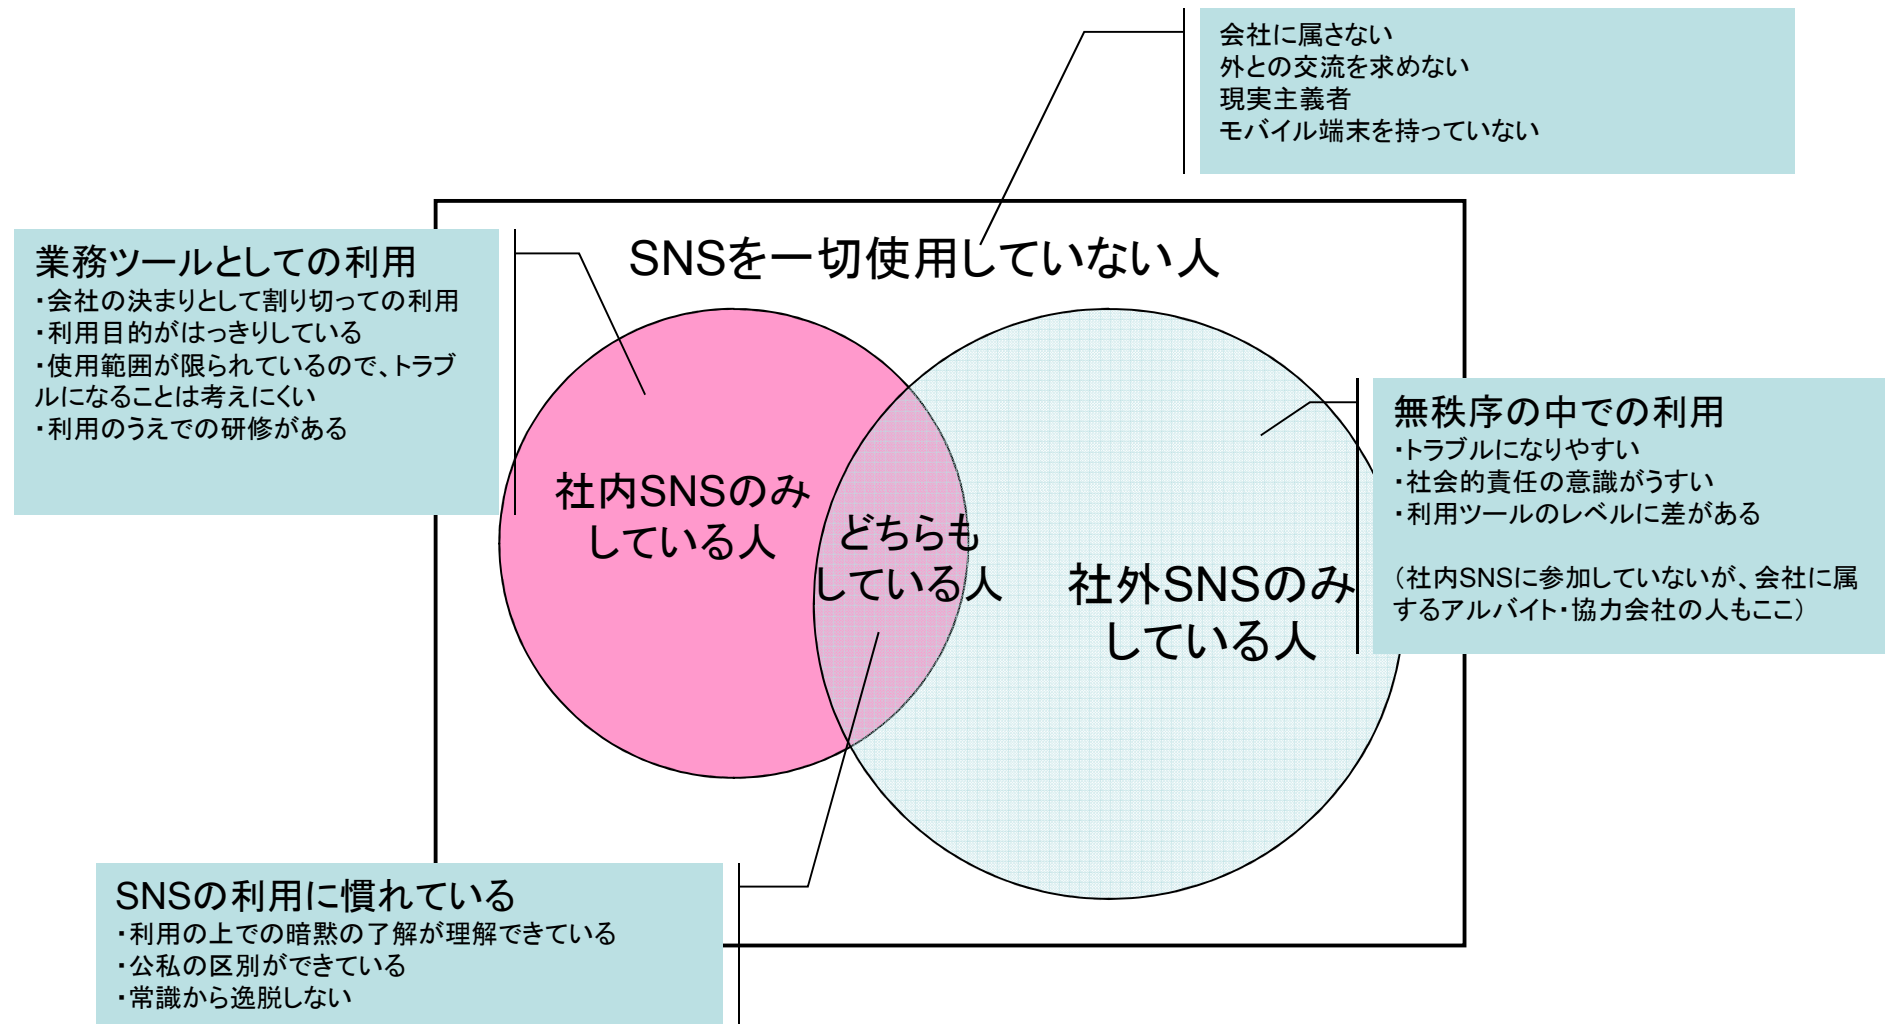 会社に属さない
外との交流を求めない
現実主義者
モバイル端末を持っていない
SNSを一切使用していない人
業務ツールとしての利用
・会社の決まりとして割り切っての利用
・利用目的がはっきりしている
・使用範囲が限られているので、トラブ
ルになることは考えにくい
・利用のうえでの研修がある
社内SNSのみ
している人
どちらも
している人
社外SNSのみ
している人
無秩序の中での利用
・トラブルになりやすい
・社会的責任の意識がうすい
・利用ツールのレベルに差がある
（社内SNSに参加していないが、会社に属
するアルバイト・協力会社の人もここ）
SNSの利用に慣れている
・利用の上での暗黙の了解が理解できている
・公私の区別ができている
・常識から逸脱しない